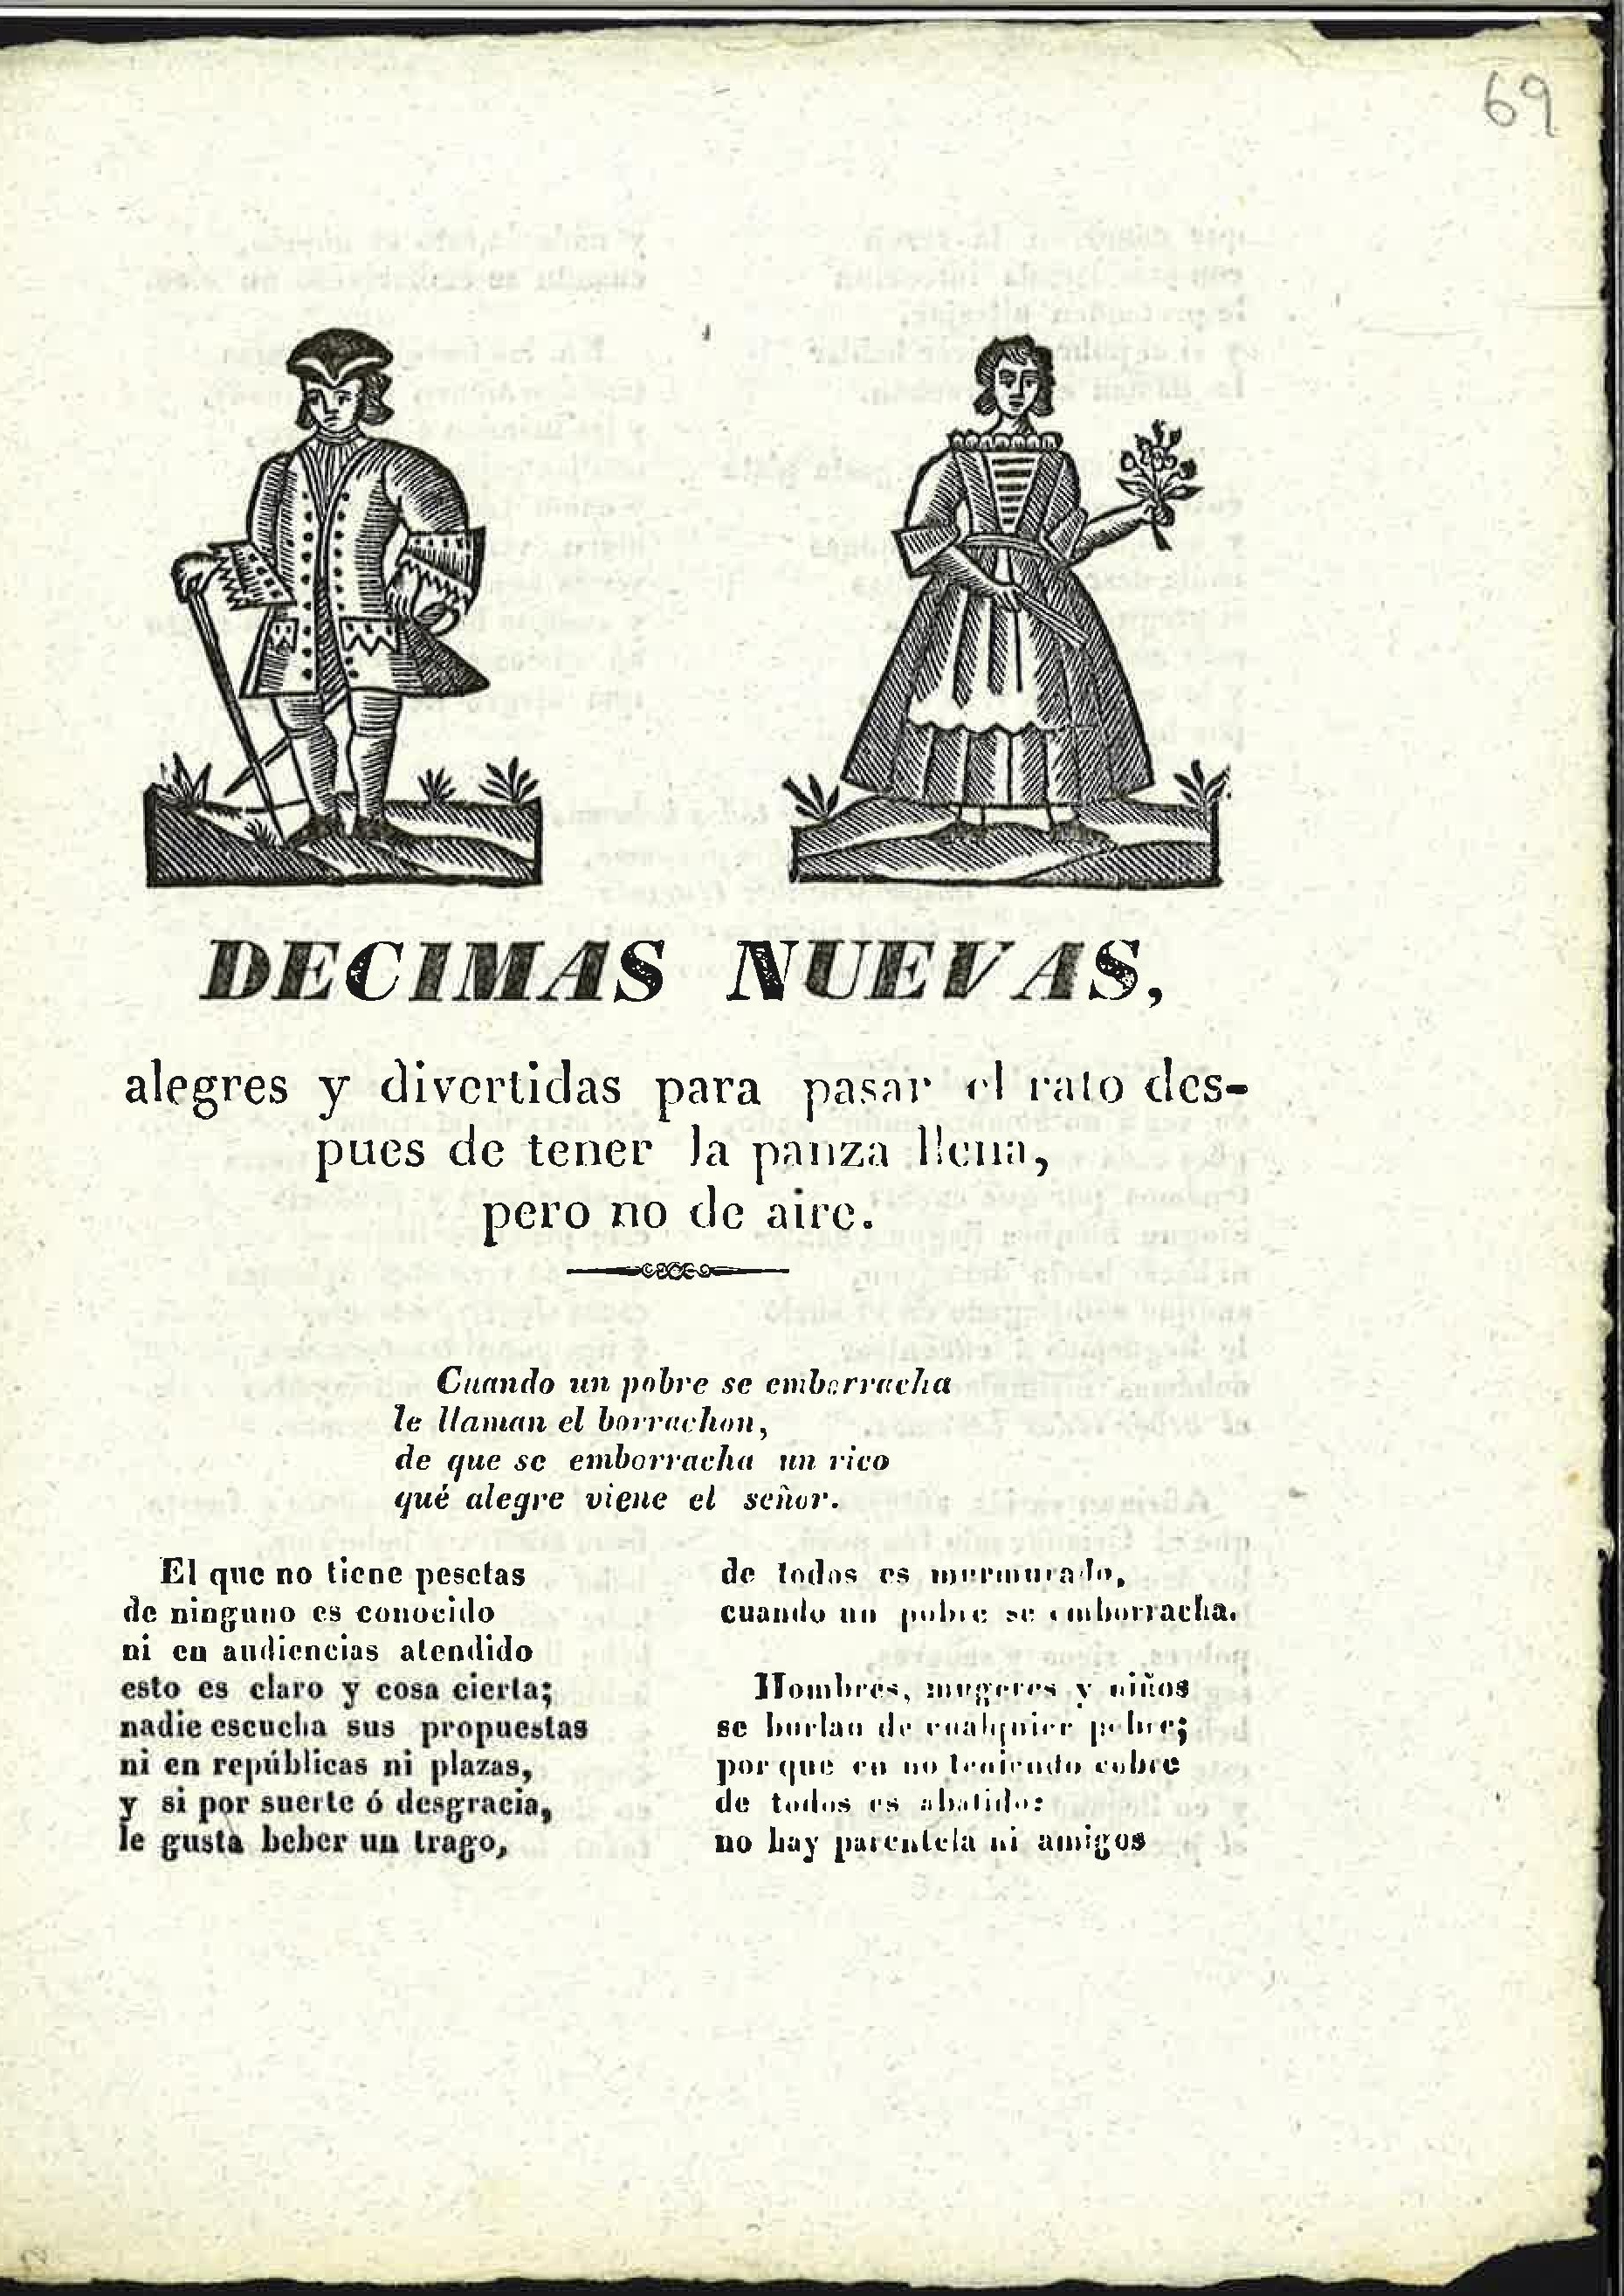 69
DECIMAS NUEVAS,
alegres y divertidas para pasar el rato des-
pues de tener la panza llena,
pero no de aire.
Cuando un pobre se emborracha
le llaman el borrachon,
de que se emborracha un rico
qué alegre viene el señor.
El que no tiene pesetas
de ninguno es conocido
ni en audiencias atendido
esto es claro y cosa cierta;
nadie escucha sus propuestas
ni en repúblicas ni plazas,
y si por suerte ó desgracia,
le gusta beber un trago,
de todos es murmurado,
cuando un pobre se emborracha.
Hombres, mugeres y niños
se burlan de cualquier pobre;
por que en no teniendo cobre
de todos es abatido:
no hay parentela ni amigos